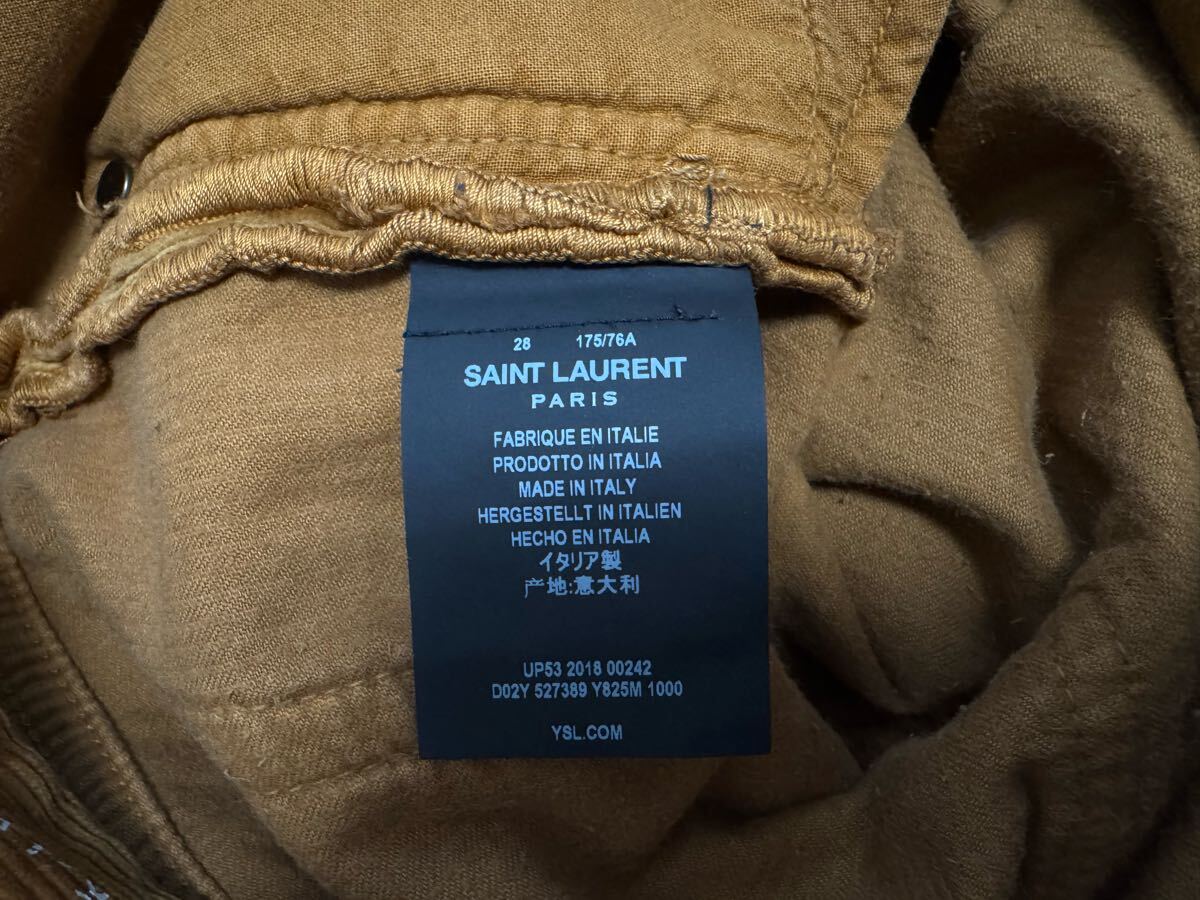 28 175/76A
SAINT LAURENT
PARIS
FABRIQUE EN ITALIE
PRODOTTO IN ITALIA
MADE IN ITALY
HERGESTELLT IN ITALIEN
HECHO EN ITALIA
イタリア製
产地:意大利
UP53 2018 00242
D02Y 527389 Y825M 1000
YSL.COM